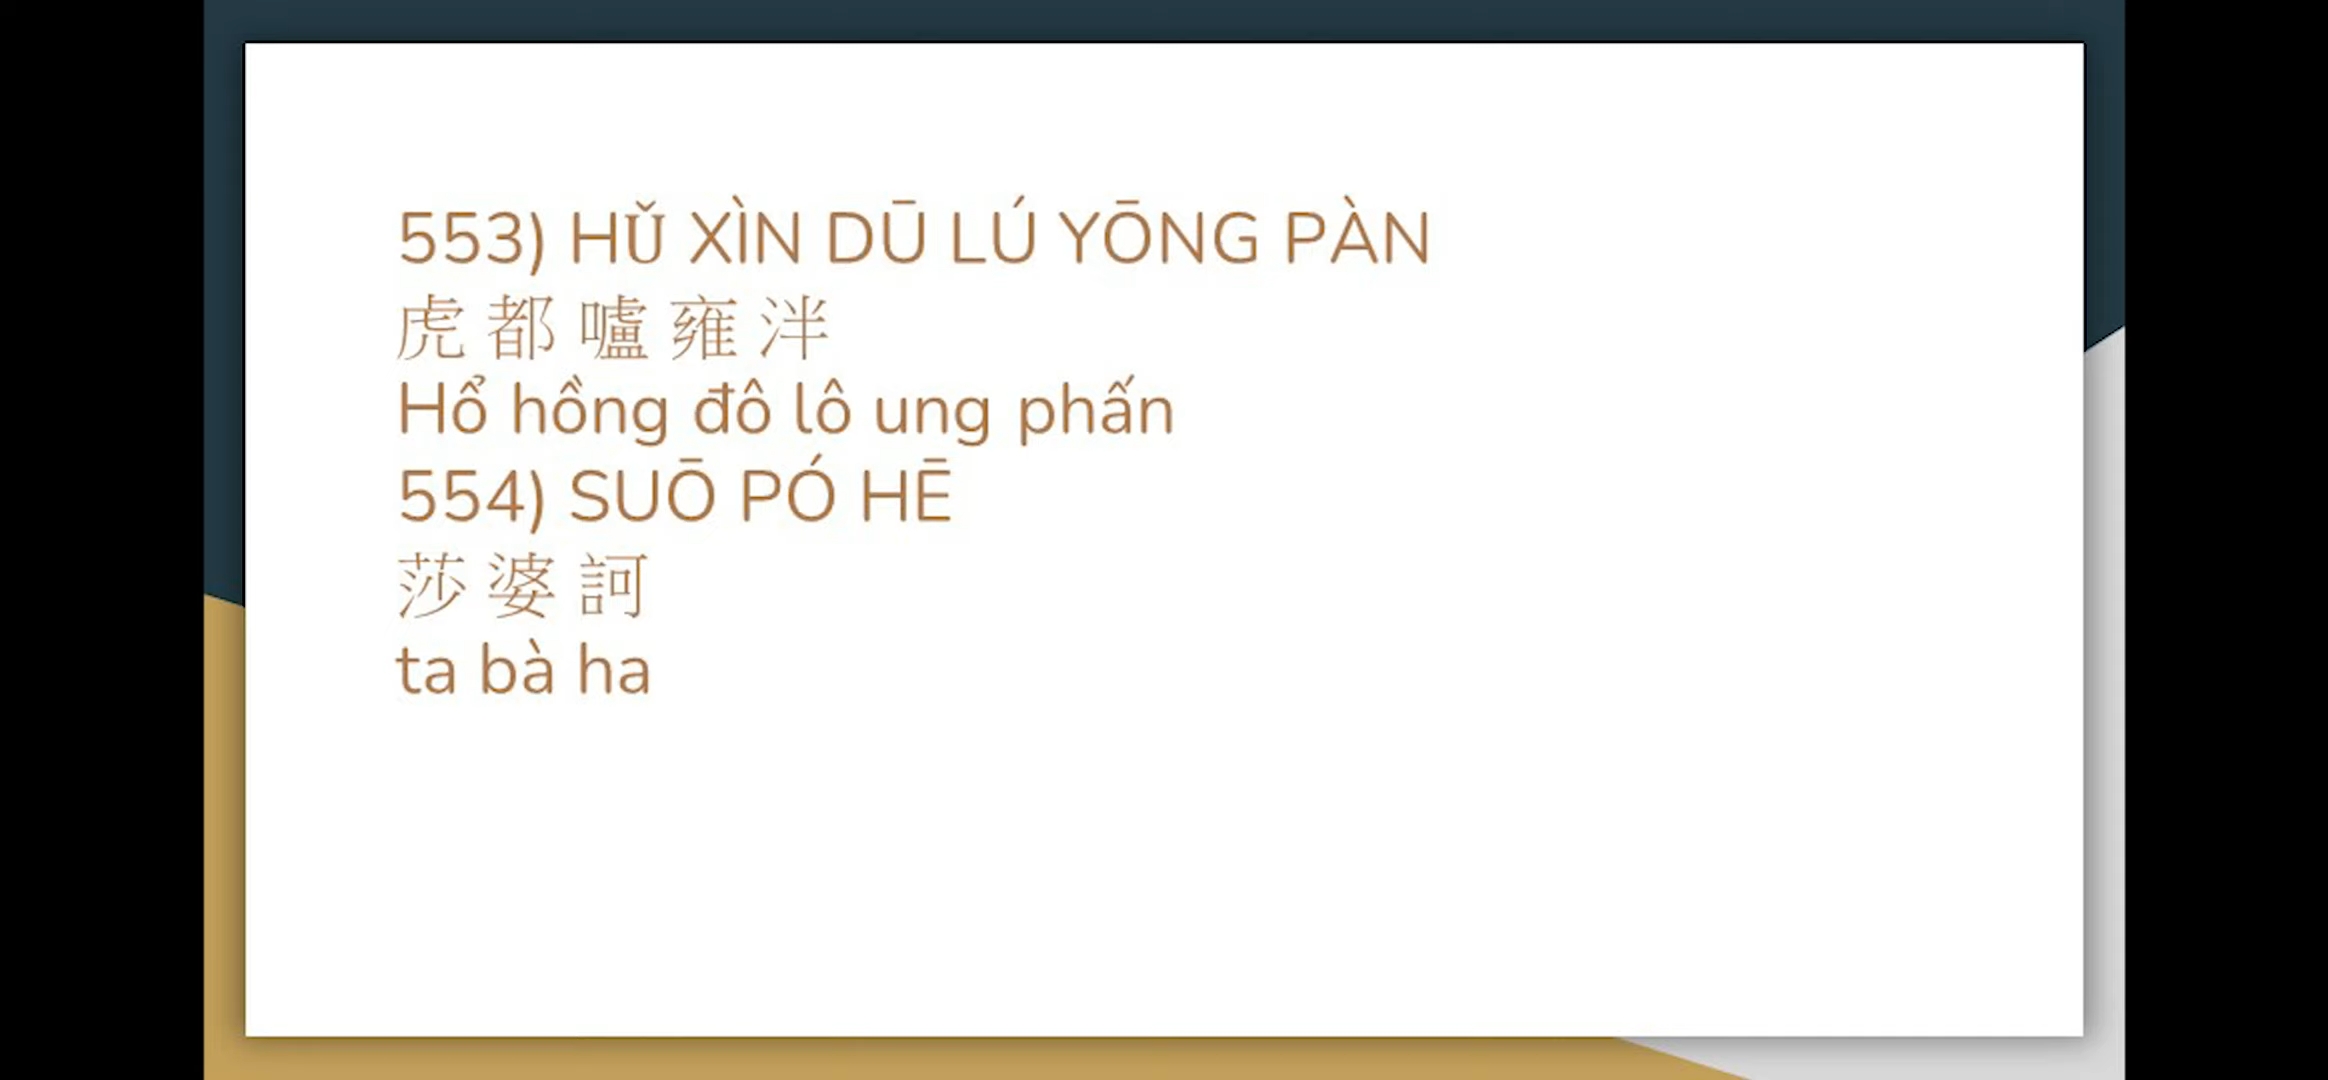 553) HǓ XÌN DŪ LÚ YŌNG PÀN
虎 都 嚧 雍 泮
Hổ hồng đô lô ung phấn
554) SUŌ PÓ HĒ
莎 婆 訶
ta bà ha